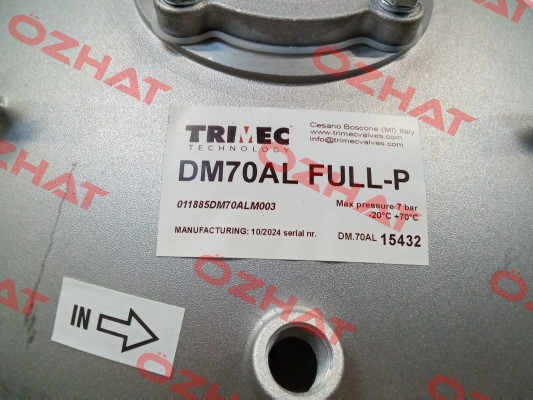 TRIMEC
TECHNOLOGY
Cesano Boscone (MI) Italy
www.trimecvalves.com
info@trimecvalves.com
DM70AL FULL-P
011885DM70ALM003
Max pressure 7 bar
-20°C +70°C
MANUFACTURING: 10/2024 serial nr. DM.70AL 15432
IN
ÖZHAT
ÖZHAT
ÖZHAT
ÖZHAT
ÖZHAT
ÖZHAT
ÖZHAT
ÖZHAT